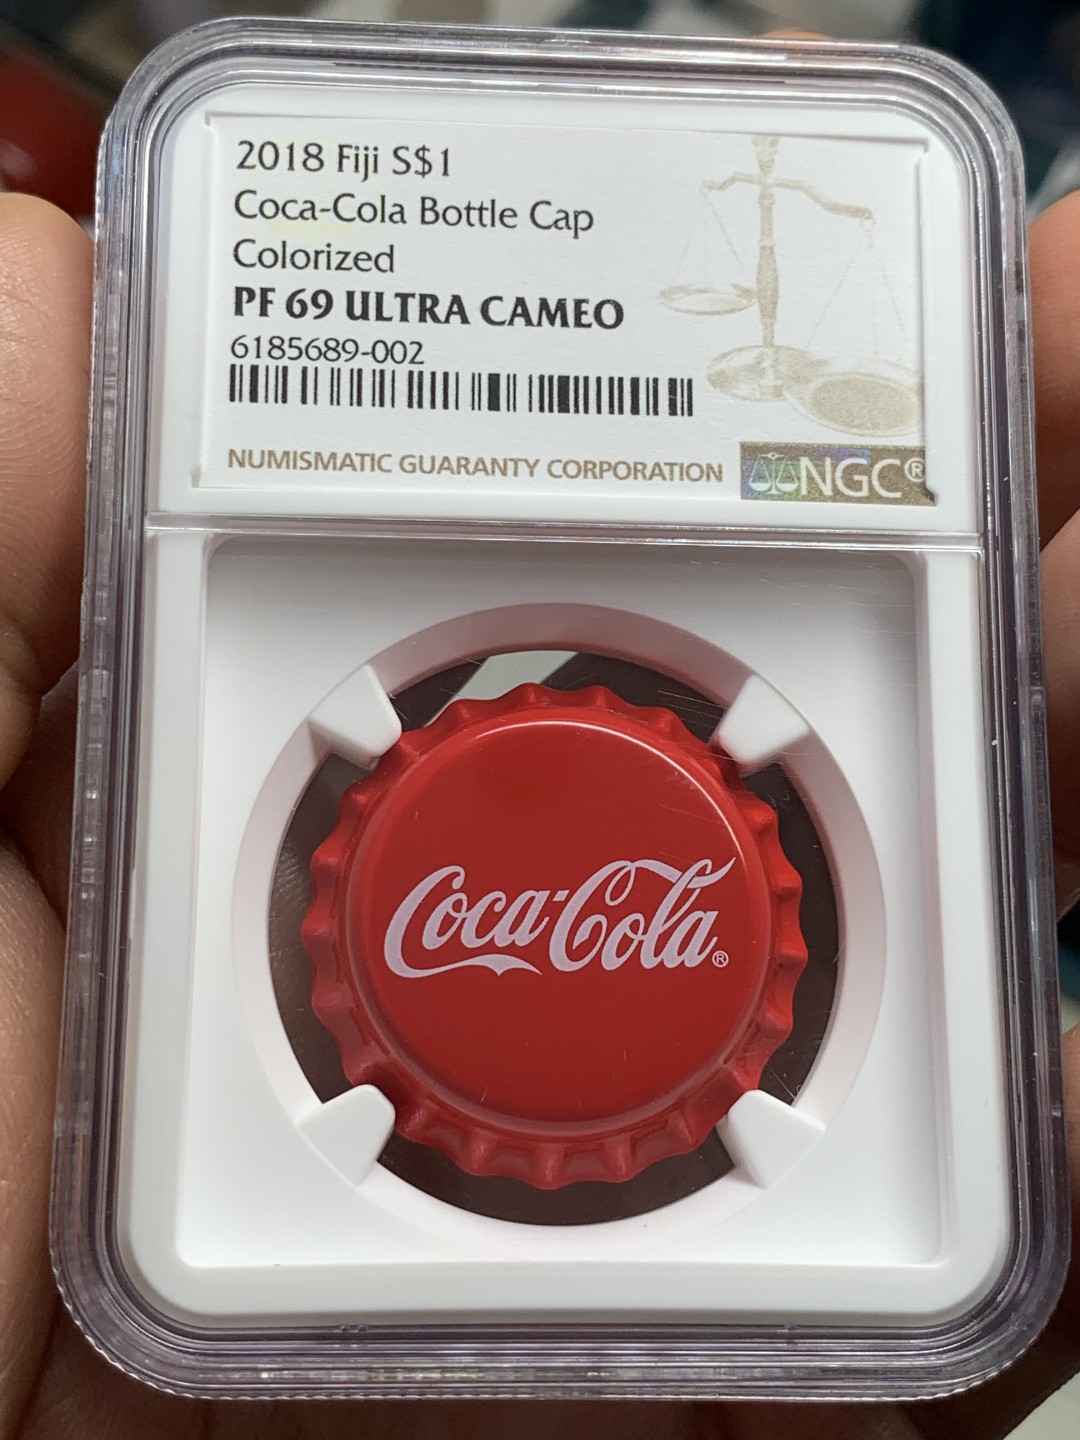 2018 Fiji S$1
Coca-Cola Bottle Cap
Colorized
PF 69 ULTRA CAMEO
6185689-002
NUMISMATIC GUARANTY CORPORATION
NGC®
Coca-Cola®